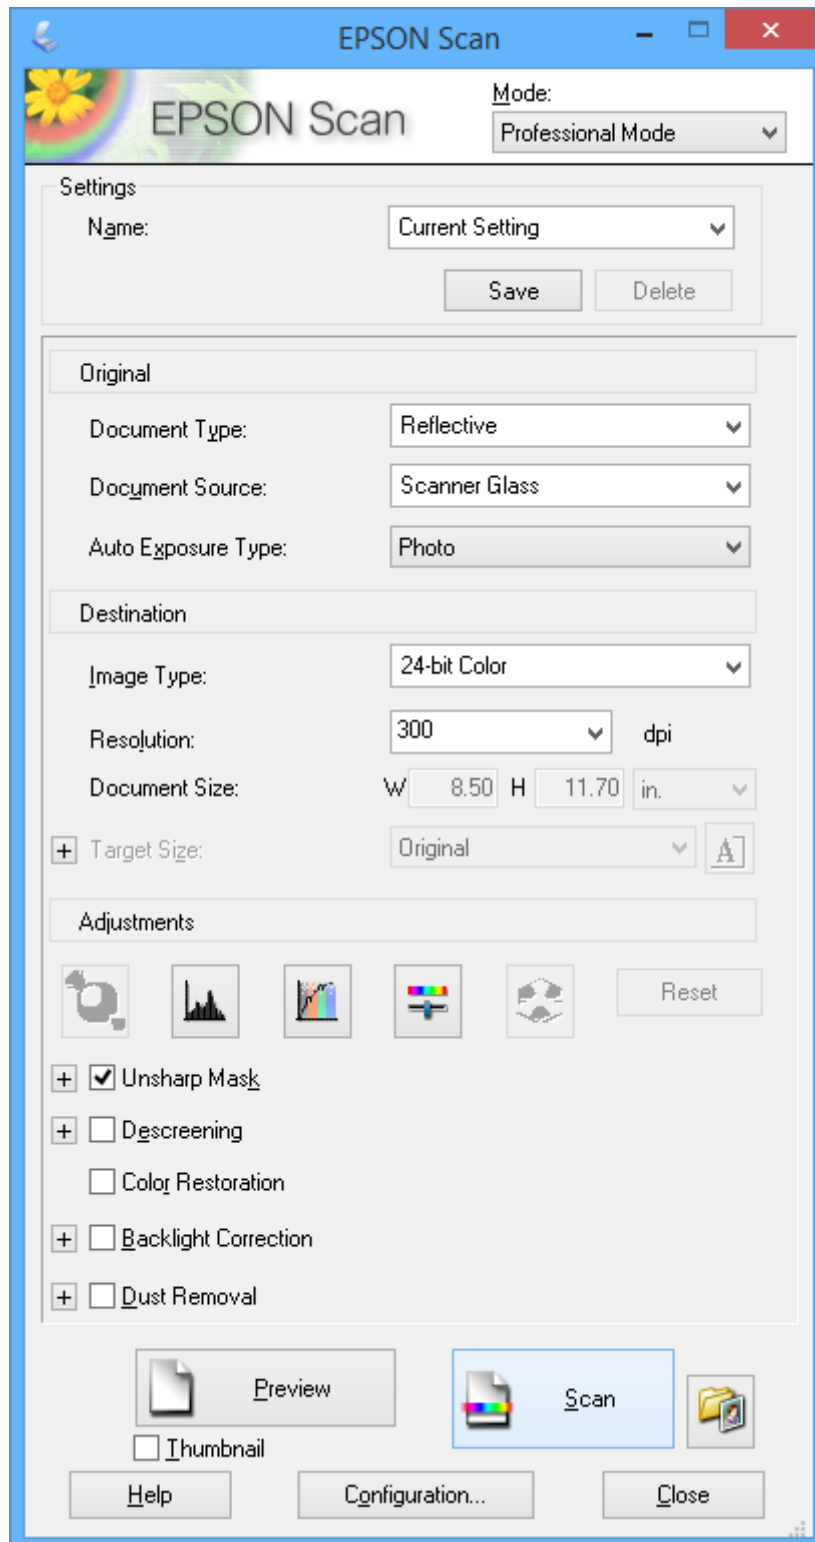 EPSON Scan
EPSON Scan
Mode:
Professional Mode
Settings
Name: Current Setting
Save Delete
Original
Document Type: Reflective
Document Source: Scanner Glass
Auto Exposure Type: Photo
Destination
Image Type: 24-bit Color
Resolution: 300 dpi
Document Size: W 8.50 H 11.70 in.
Target Size: Original A
Adjustments
Reset
Unsharp Mask
Descreening
Color Restoration
Backlight Correction
Dust Removal
Preview Scan
Thumbnail
Help Configuration... Close